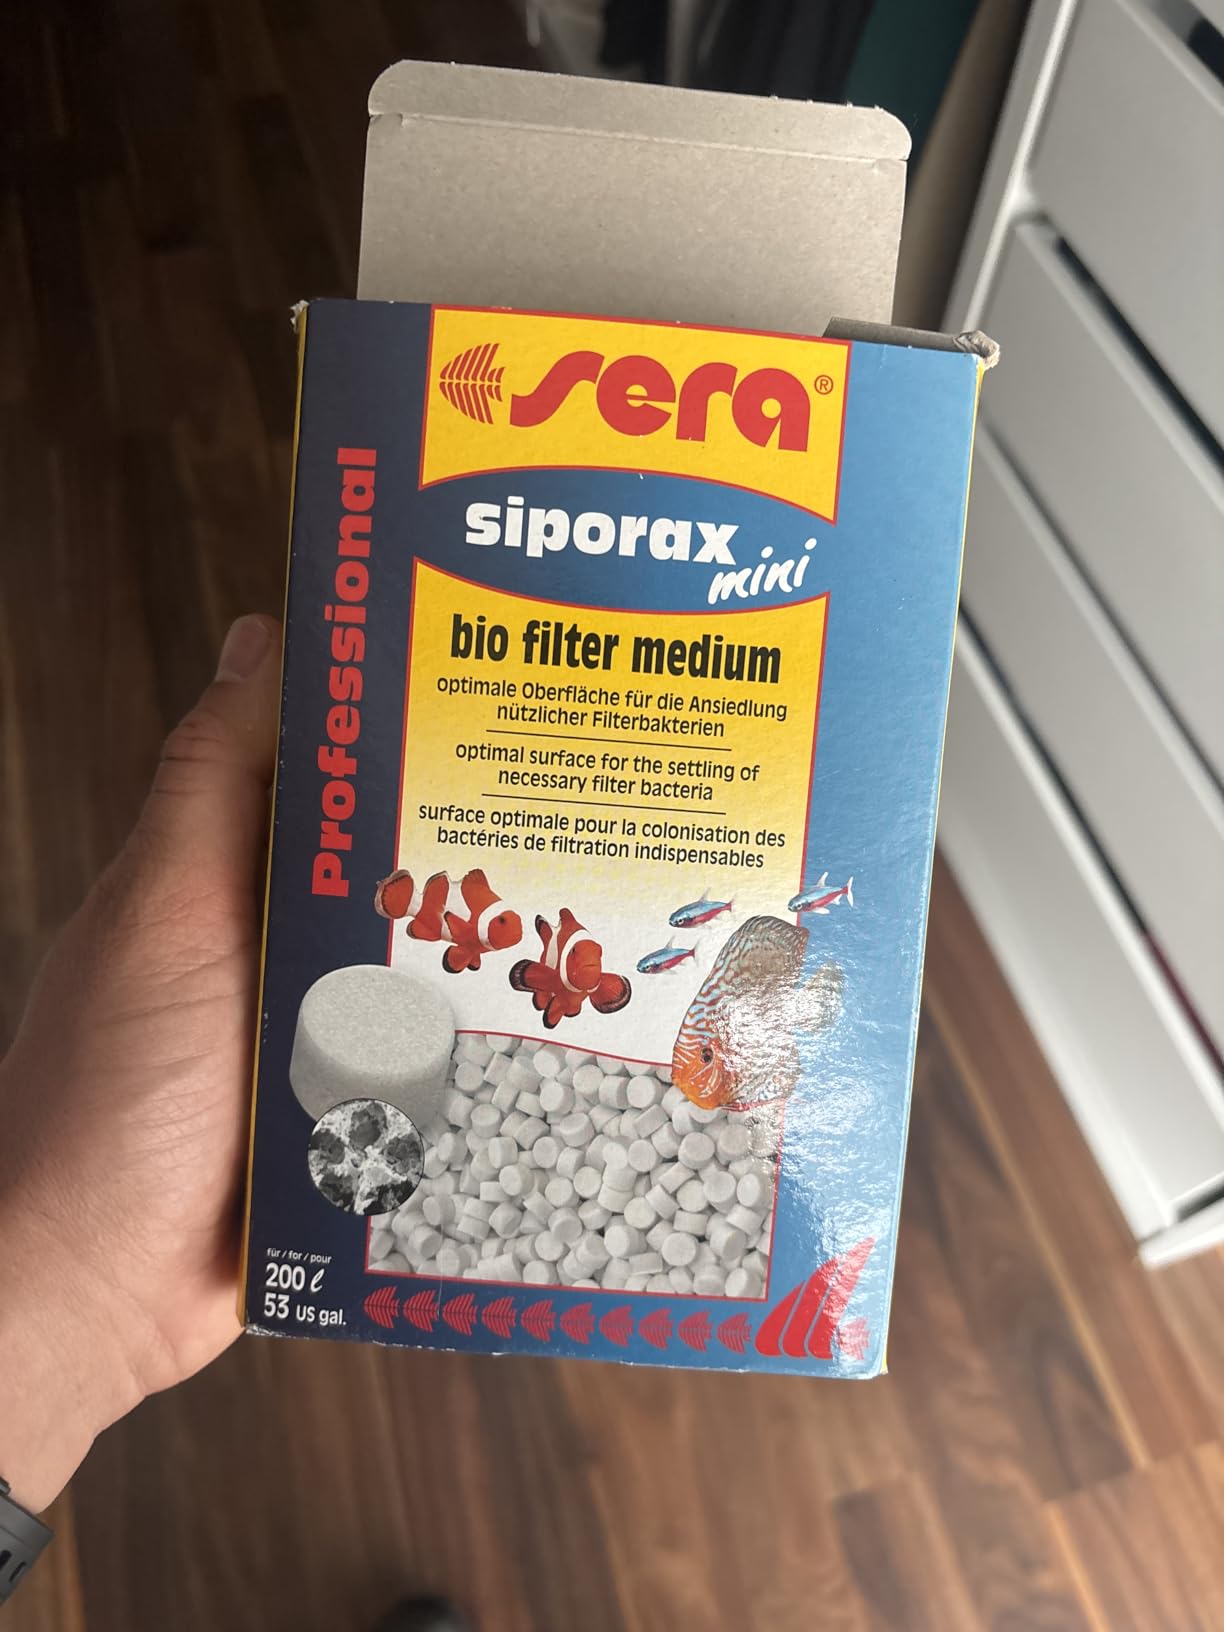 sera®
siporax
mini
Professional
bio filter medium
optimale Oberfläche für die Ansiedlung
nützlicher Filterbakterien
optimal surface for the settling of
necessary filter bacteria
surface optimale pour la colonisation des
bactéries de filtration indispensables
für / for / pour
200 ℓ
53 US gal.